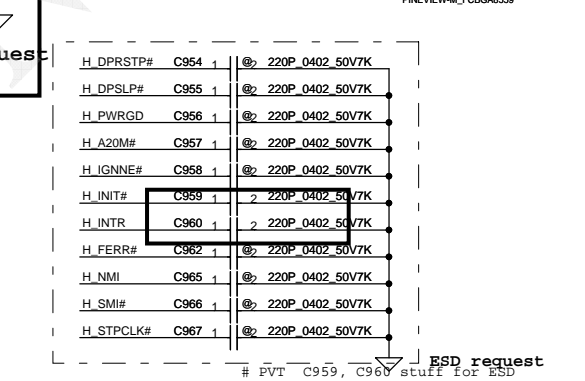 PINEVIEW-M_FCBGA8559
uest
H_DPRSTP# C954 1 @2 220P_0402_50V7K
H_DPSLP# C955 1 @2 220P_0402_50V7K
H_PWRGD C956 1 @2 220P_0402_50V7K
H_A20M# C957 1 @2 220P_0402_50V7K
H_IGNNE# C958 1 @2 220P_0402_50V7K
H_INIT# C959 1 2 220P_0402_50V7K
H_INTR C960 1 2 220P_0402_50V7K
H_FERR# C962 1 @2 220P_0402_50V7K
H_NMI C965 1 @2 220P_0402_50V7K
H_SMI# C966 1 @2 220P_0402_50V7K
H_STPCLK# C967 1 @2 220P_0402_50V7K
ESD request
# PVT C959, C960 stuff for ESD